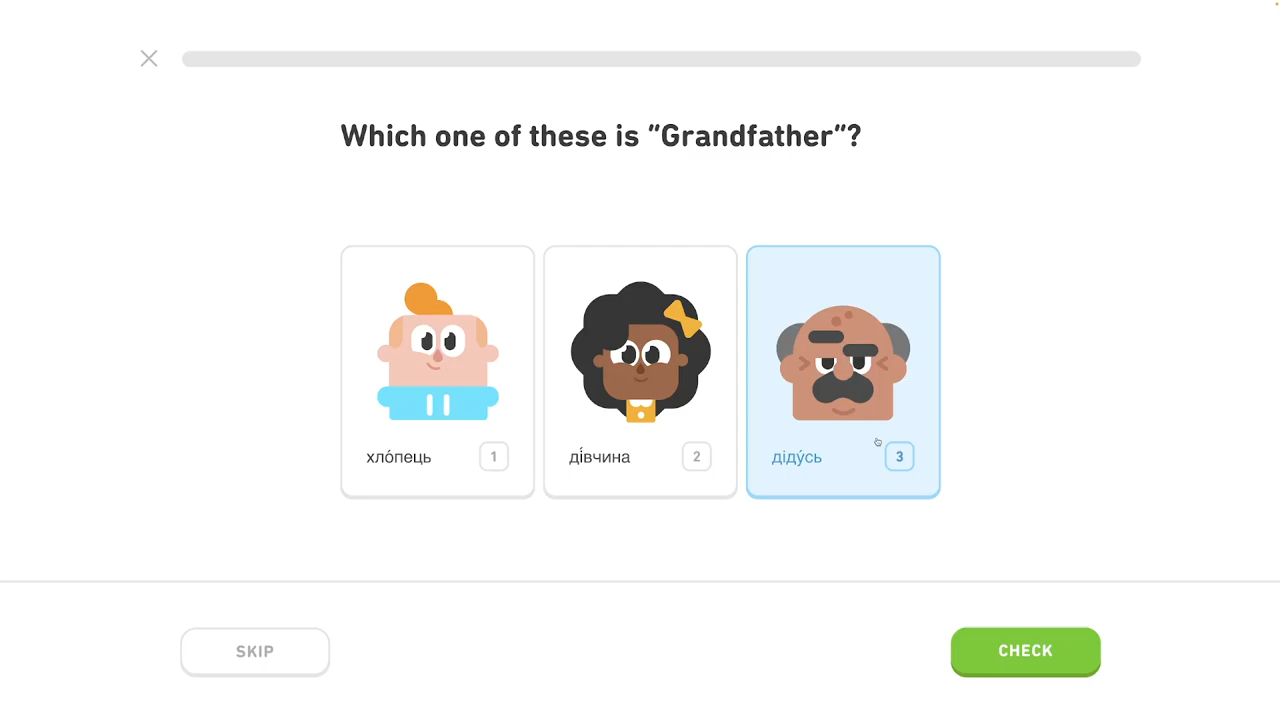 Which one of these is “Grandfather”?
хло́пець 1
ді́вчина 2
діду́сь 3
SKIP
CHECK